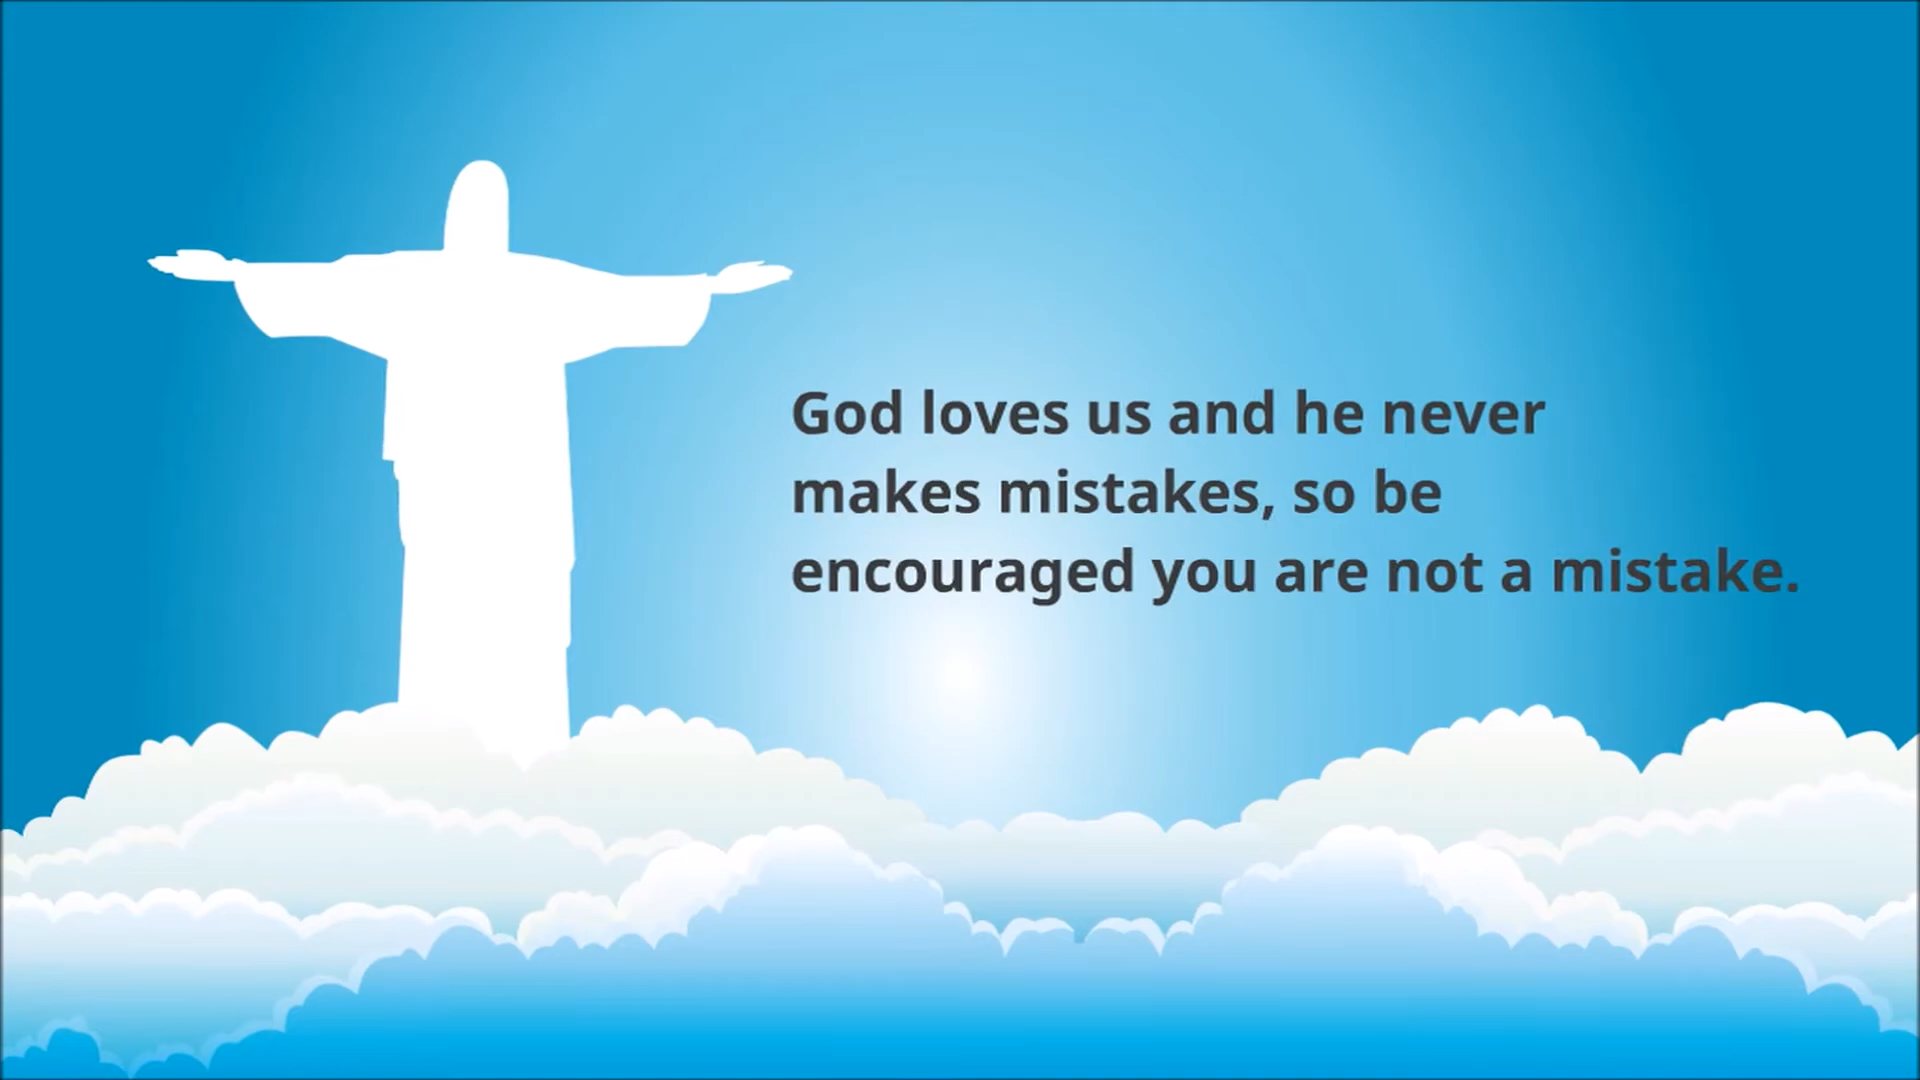 God loves us and he never
makes mistakes, so be
encouraged you are not a mistake.